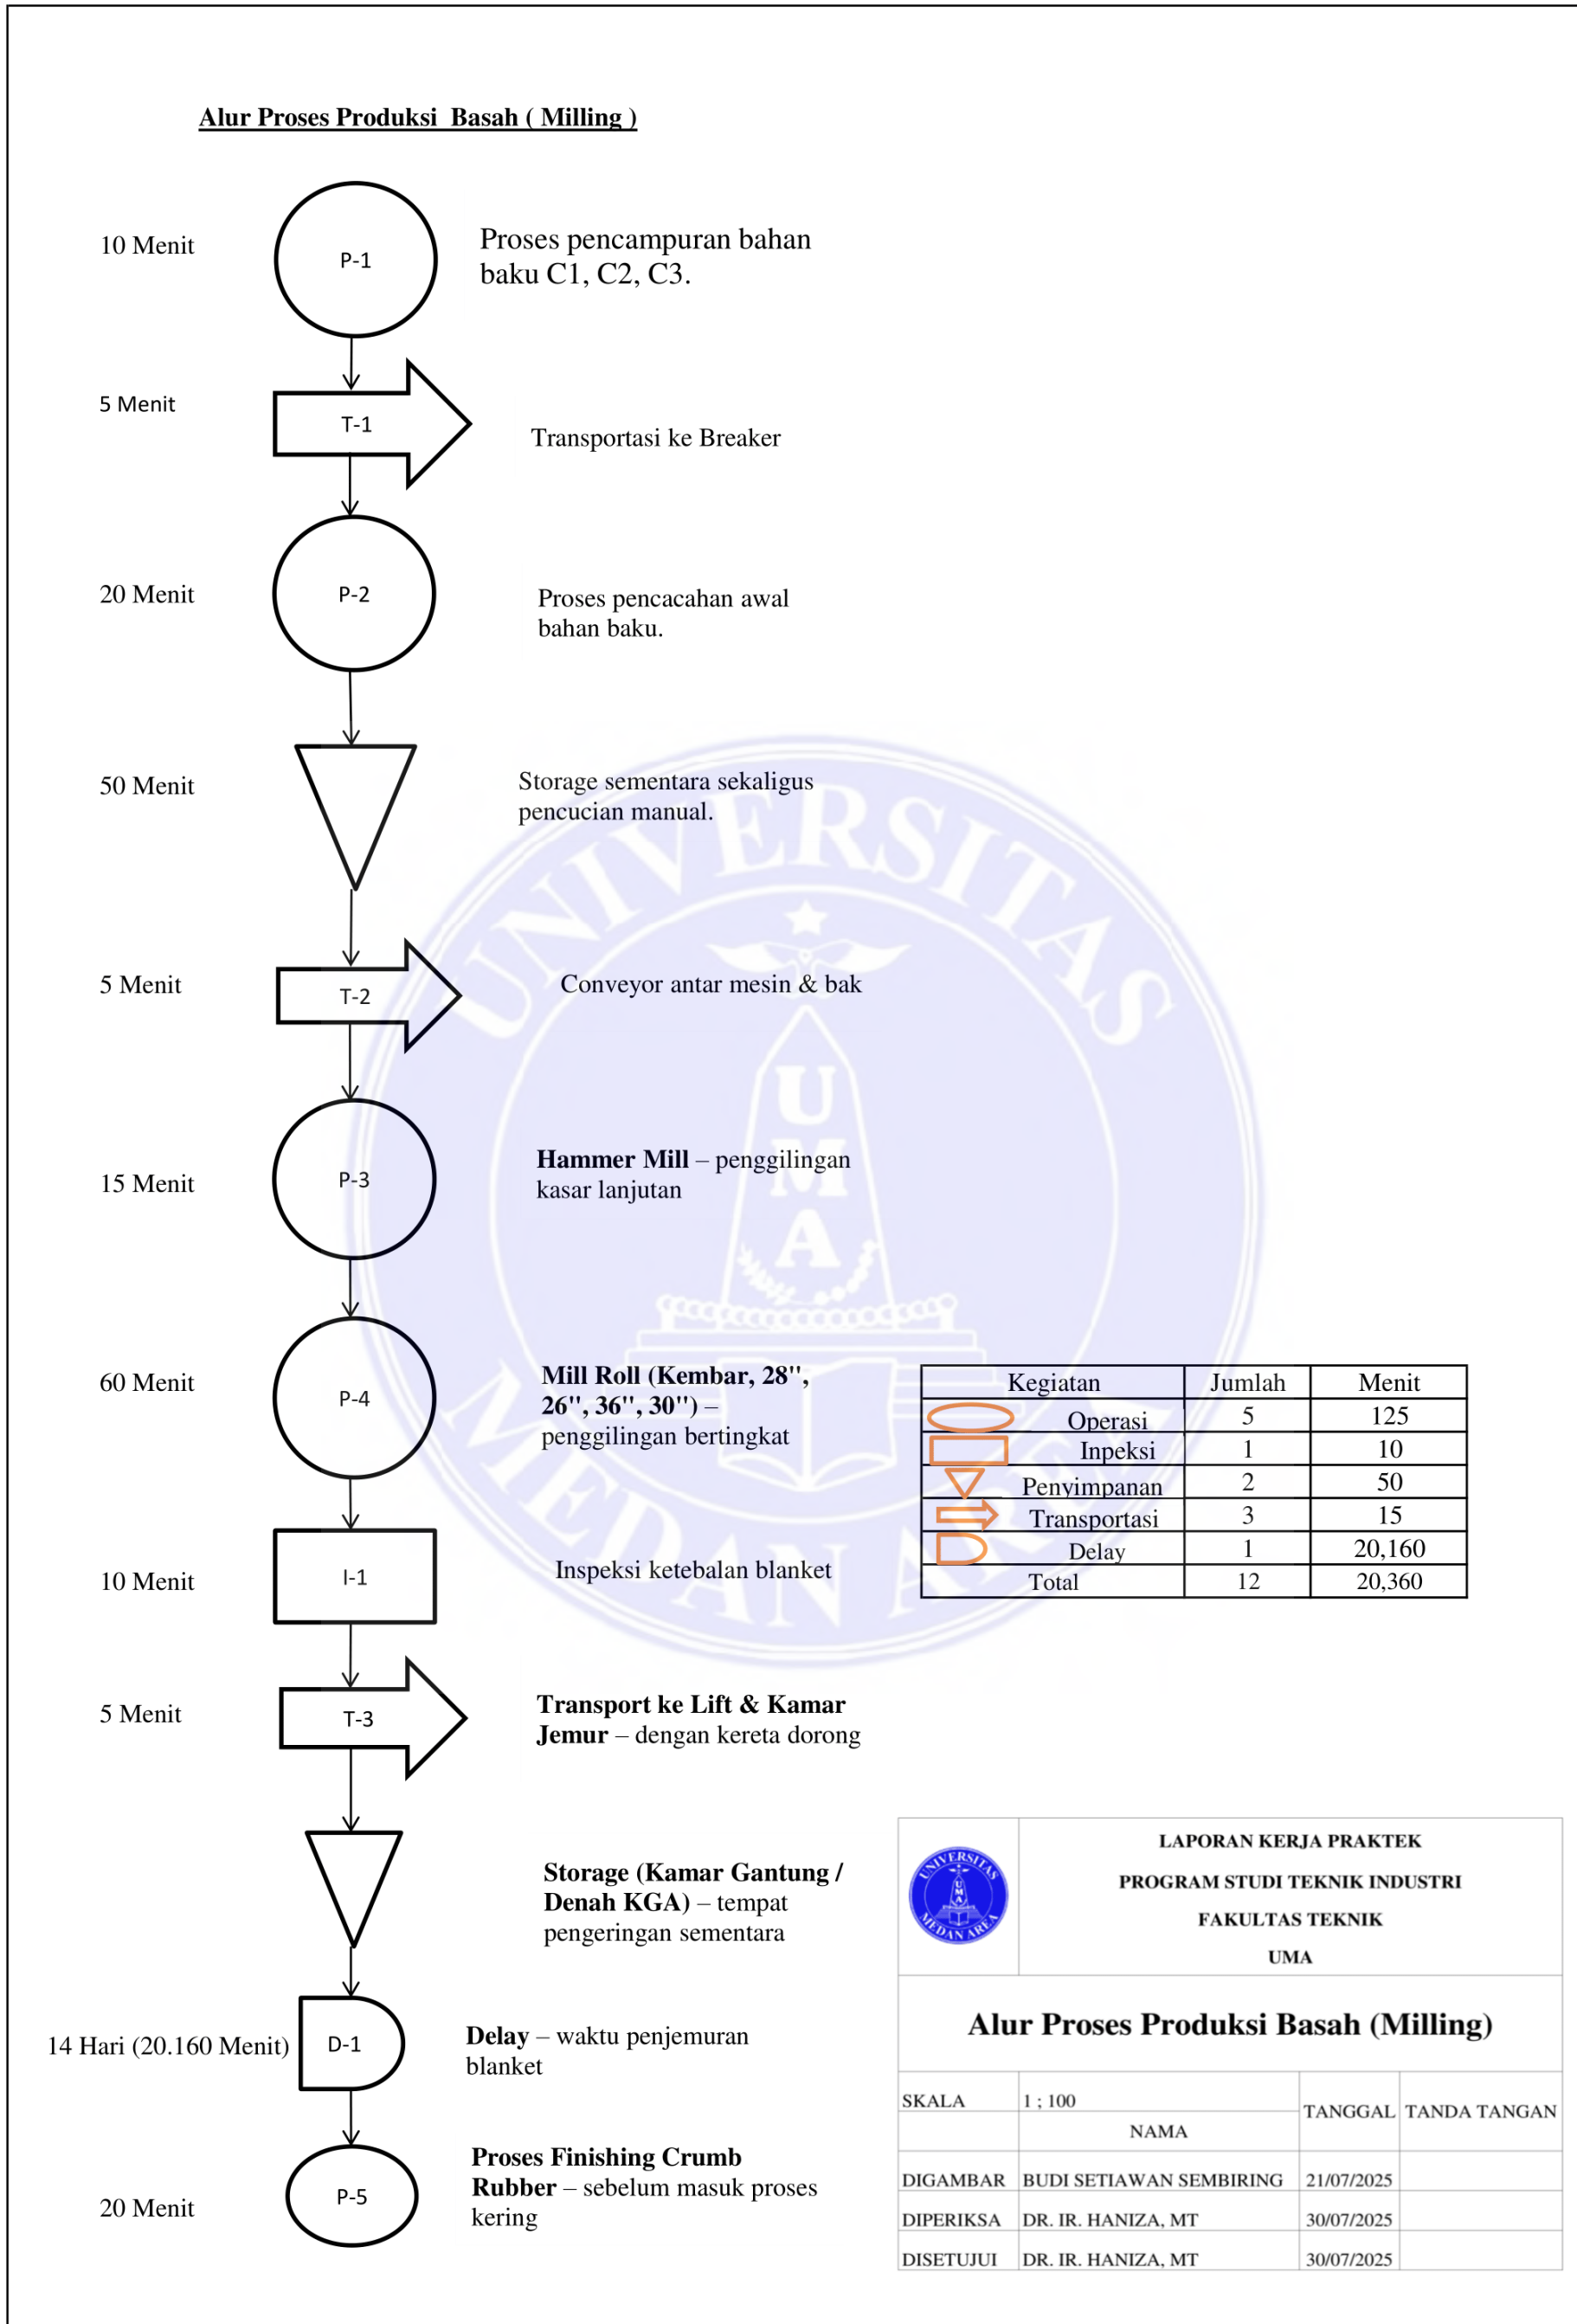 Alur Proses Produksi  Basah ( Milling )
10 Menit
P-1
Proses pencampuran bahan
baku C1, C2, C3.
5 Menit
T-1
Transportasi ke Breaker
20 Menit
P-2
Proses pencacahan awal
bahan baku.
50 Menit
Storage sementara sekaligus
pencucian manual.
5 Menit
T-2
Conveyor antar mesin & bak
15 Menit
P-3
Hammer Mill – penggilingan
kasar lanjutan
60 Menit
P-4
Mill Roll (Kembar, 28",
26", 36", 30") –
penggilingan bertingkat
Kegiatan Jumlah Menit
Operasi 5 125
Inpeksi 1 10
Penyimpanan 2 50
Transportasi 3 15
Delay 1 20,160
Total 12 20,360
10 Menit
I-1
Inspeksi ketebalan blanket
5 Menit
T-3
Transport ke Lift & Kamar
Jemur – dengan kereta dorong
Storage (Kamar Gantung /
Denah KGA) – tempat
pengeringan sementara
14 Hari (20.160 Menit)
D-1
Delay – waktu penjemuran
blanket
20 Menit
P-5
Proses Finishing Crumb
Rubber – sebelum masuk proses
kering
UNIVERSITAS
UMA
MEDAN AREA
UNIVERSITAS
UMA
MEDAN AREA
LAPORAN KERJA PRAKTEK
PROGRAM STUDI TEKNIK INDUSTRI
FAKULTAS TEKNIK
UMA
Alur Proses Produksi Basah (Milling)
SKALA 1 ; 100
NAMA TANGGAL TANDA TANGAN
DIGAMBAR BUDI SETIAWAN SEMBIRING 21/07/2025
DIPERIKSA DR. IR. HANIZA, MT 30/07/2025
DISETUJUI DR. IR. HANIZA, MT 30/07/2025